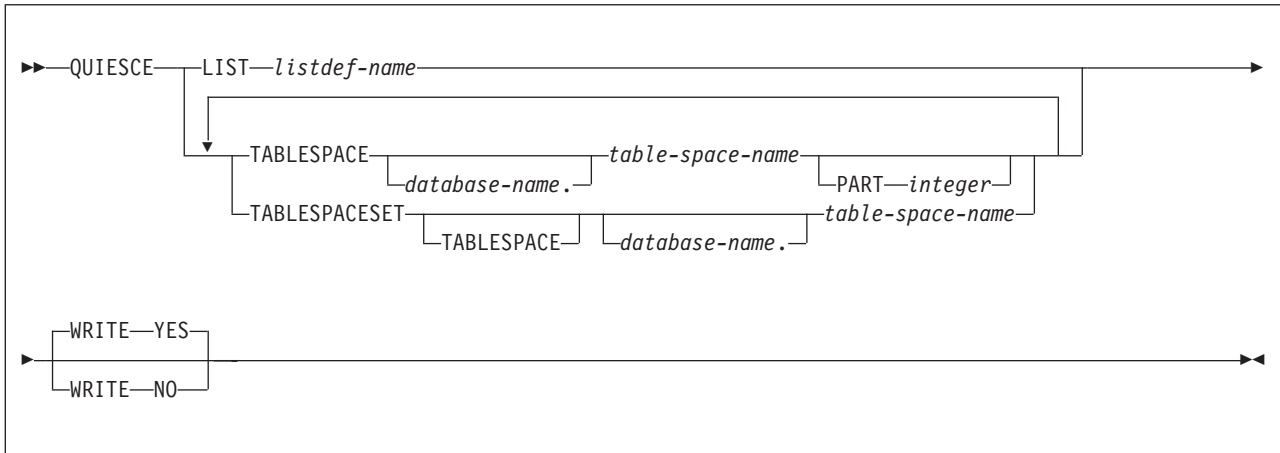 QUIESCE LIST listdef-name
TABLESPACE table-space-name
database-name. PART integer
TABLESPACESET table-space-name
TABLESPACE database-name.
WRITE YES
WRITE NO